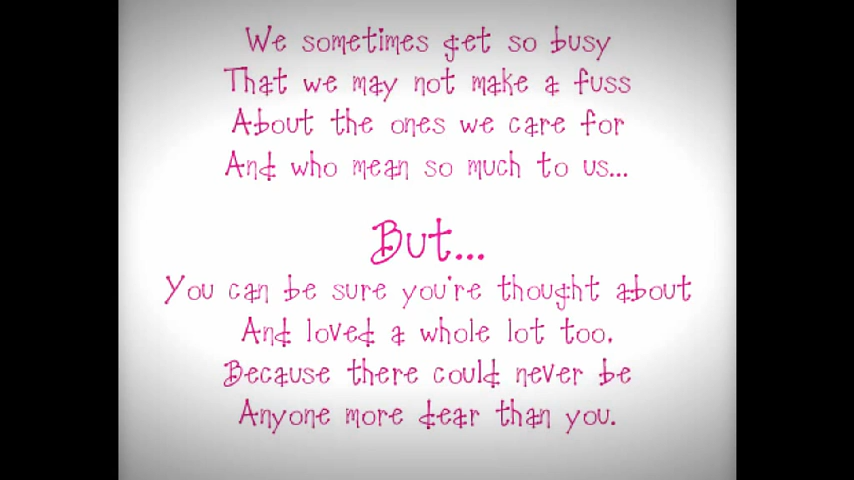 We sometimes get so busy
That we may not make a fuss
About the ones we care for
And who mean so much to us...
But...
You can be sure you're thought about
And loved a whole lot too.
Because there could never be
Anyone more dear than you.